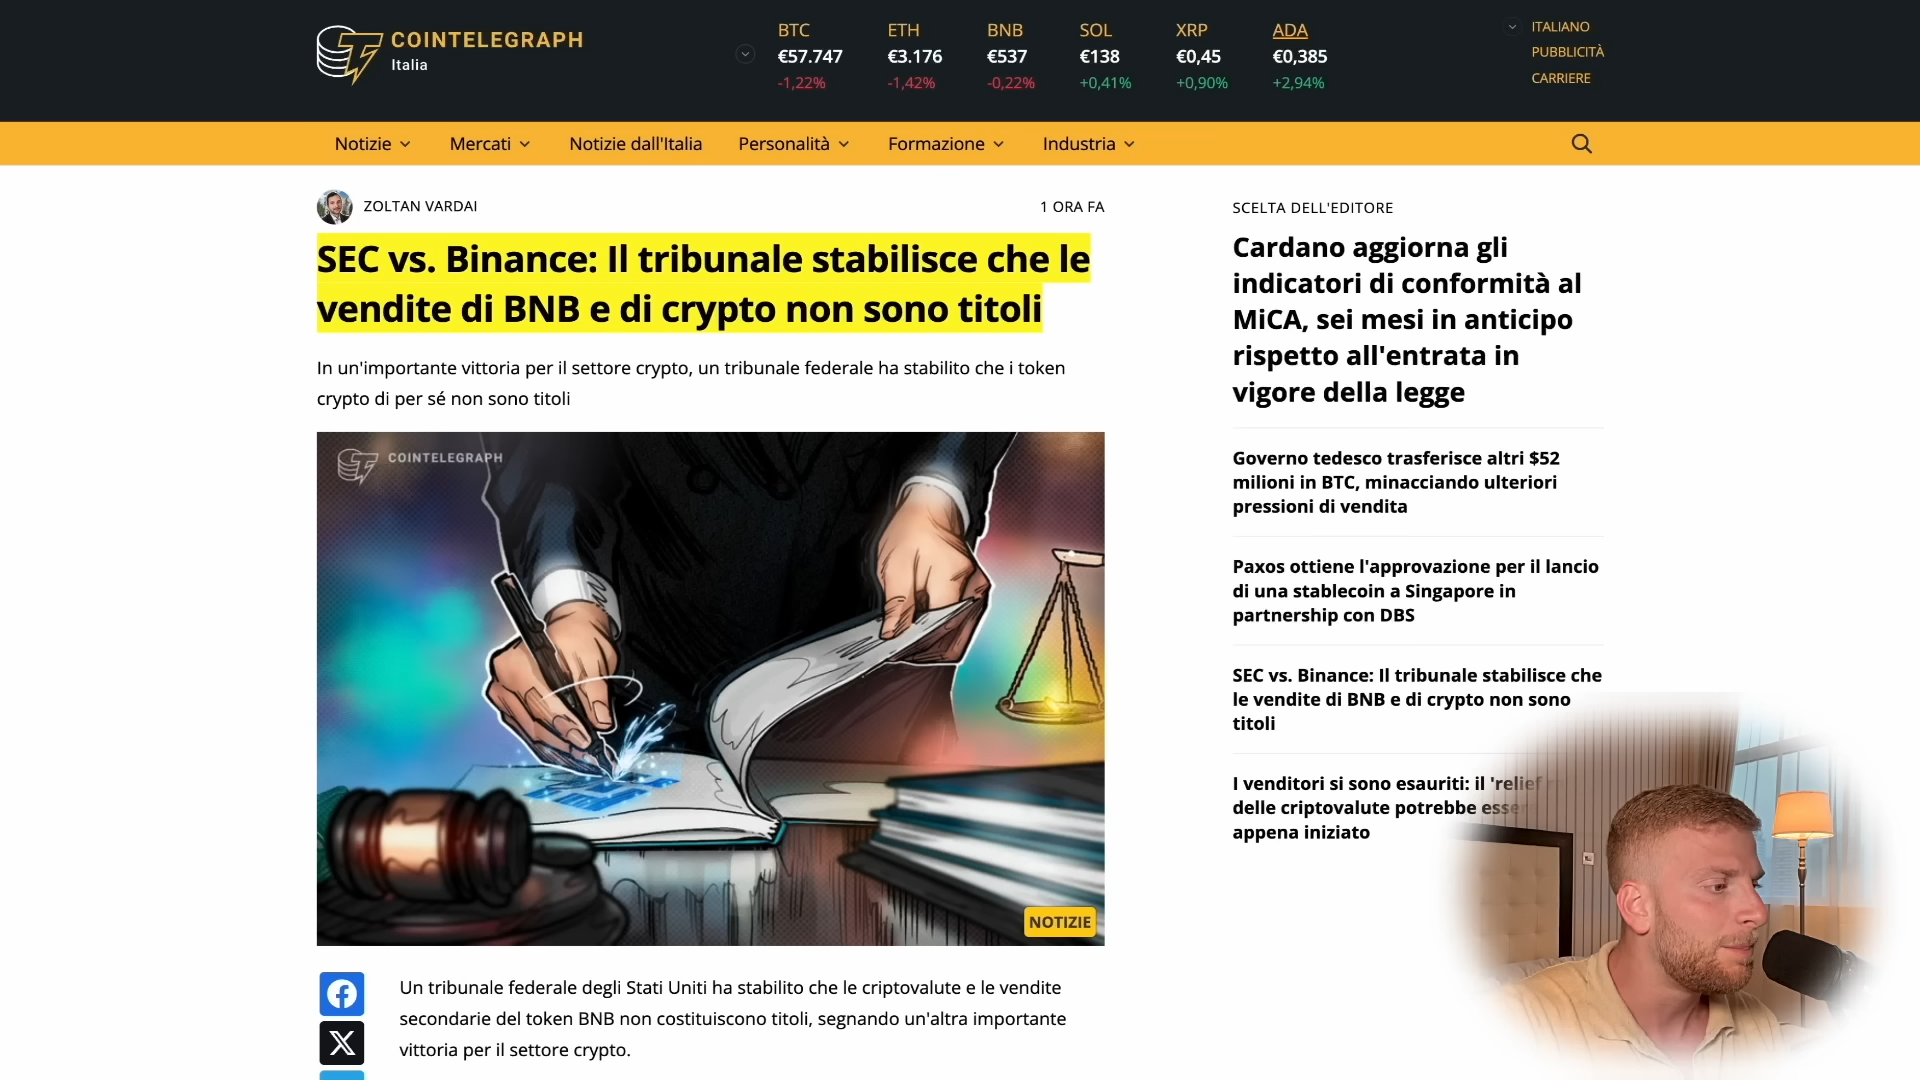 COINTELEGRAPH
Italia
BTC ETH BNB SOL XRP ADA
€57.747 €3.176 €537 €138 €0,45 €0,385
-1,22% -1,42% -0,22% +0,41% +0,90% +2,94%
ITALIANO
PUBBLICITÀ
CARRIERE
Notizie Mercati Notizie dall'Italia Personalità Formazione Industria
ZOLTAN VARDAI 1 ORA FA
SEC vs. Binance: Il tribunale stabilisce che le
vendite di BNB e di crypto non sono titoli
In un'importante vittoria per il settore crypto, un tribunale federale ha stabilito che i token
crypto di per sé non sono titoli
COINTELEGRAPH
NOTIZIE
Un tribunale federale degli Stati Uniti ha stabilito che le criptovalute e le vendite
secondarie del token BNB non costituiscono titoli, segnando un'altra importante
vittoria per il settore crypto.
SCELTA DELL'EDITORE
Cardano aggiorna gli
indicatori di conformità al
MiCA, sei mesi in anticipo
rispetto all'entrata in
vigore della legge
Governo tedesco trasferisce altri $52
milioni in BTC, minacciando ulteriori
pressioni di vendita
Paxos ottiene l'approvazione per il lancio
di una stablecoin a Singapore in
partnership con DBS
SEC vs. Binance: Il tribunale stabilisce che
le vendite di BNB e di crypto non sono
titoli
I venditori si sono esauriti: il 'relief
delle criptovalute potrebbe
appena iniziato